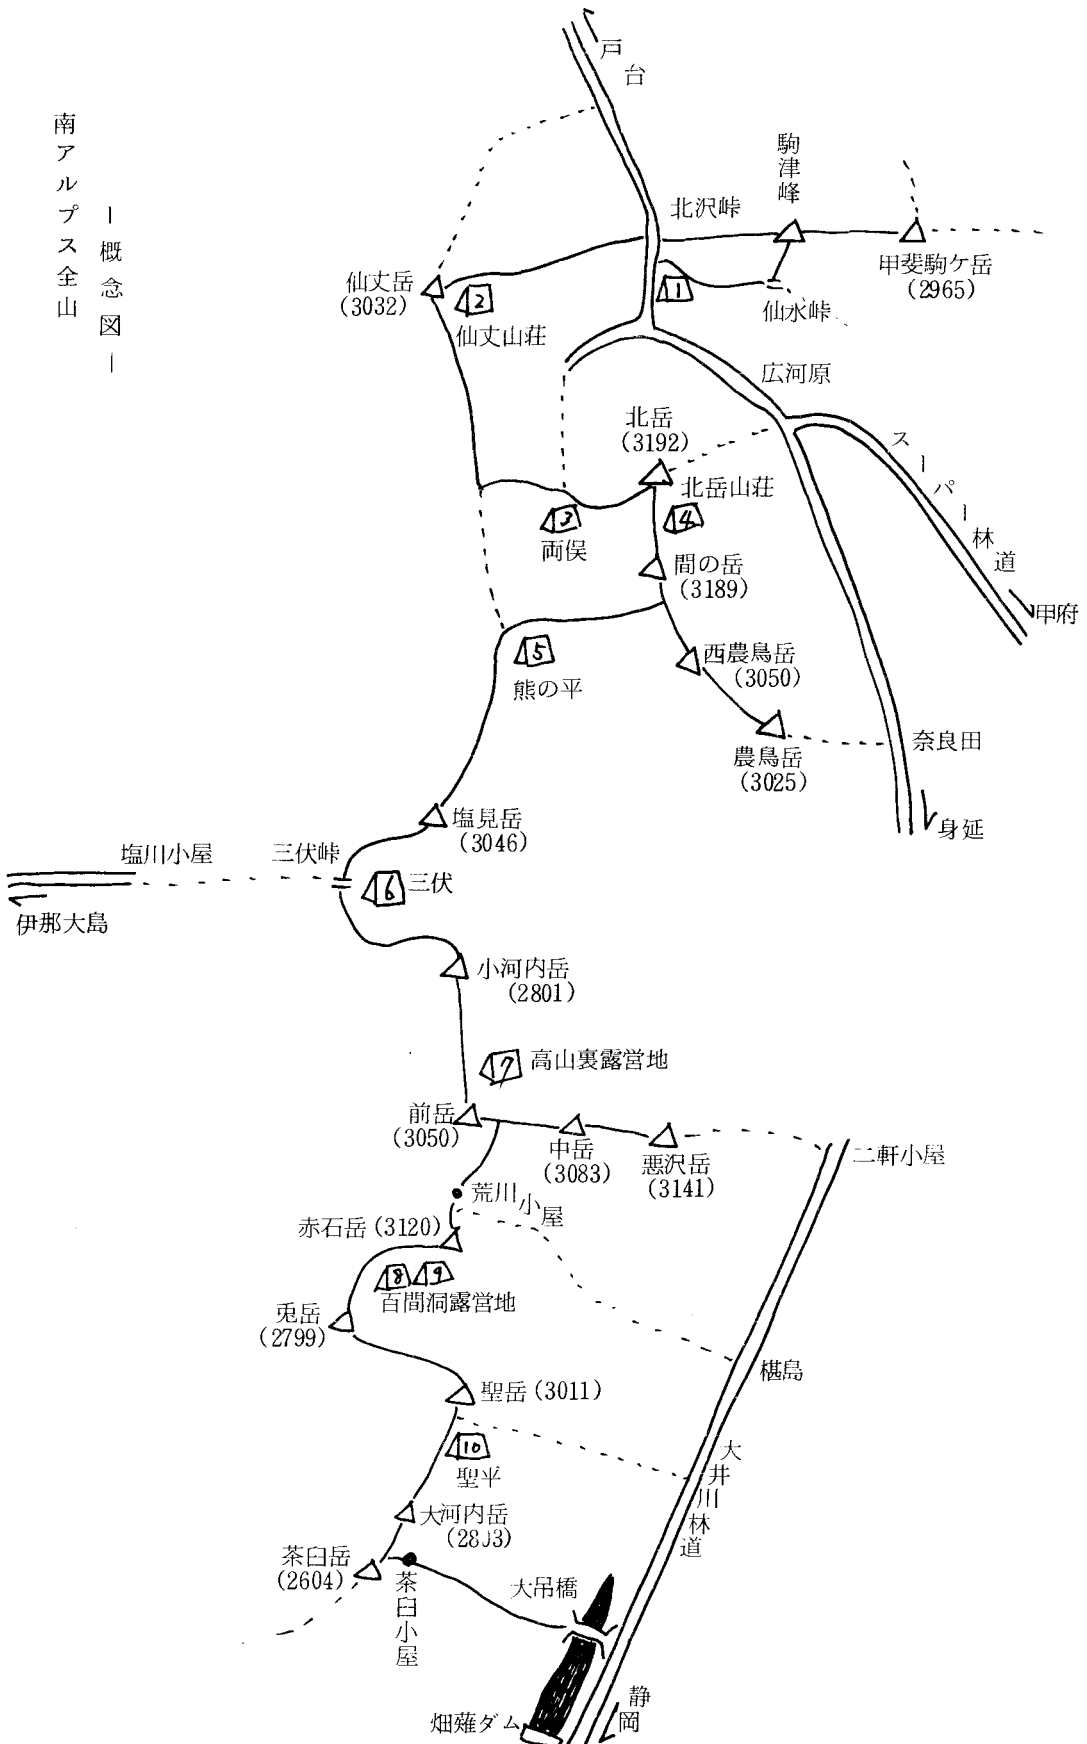 南アルプス全山
―概念図―
戸台
駒津峰
北沢峠
甲斐駒ケ岳
(2965)
仙丈岳
(3032)
2
仙丈山荘
1
仙水峠
広河原
北岳
(3192)
北岳山荘
スーパー林道
3
両俣
4
間の岳
(3189)
甲府
5
熊の平
西農鳥岳
(3050)
農鳥岳
(3025)
奈良田
身延
塩見岳
(3046)
塩川小屋
三伏峠
6
三伏
伊那大島
小河内岳
(2801)
7
高山裏露営地
前岳
(3050)
中岳
(3083)
悪沢岳
(3141)
二軒小屋
荒川小屋
赤石岳(3120)
8
9
百間洞露営地
兎岳
(2799)
椹島
聖岳(3011)
10
聖平
大井川林道
大河内岳
茶臼岳
(2604)
茶臼小屋
大吊橋
畑薙ダム
静岡